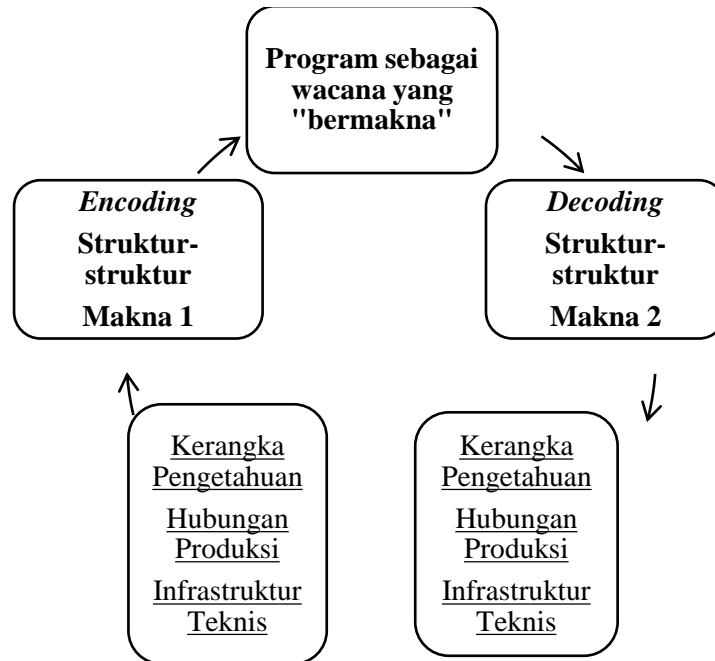 Program sebagai
wacana yang
"bermakna"
Encoding
Struktur-
struktur
Makna 1
Decoding
Struktur-
struktur
Makna 2
Kerangka
Pengetahuan
Hubungan
Produksi
Infrastruktur
Teknis
Kerangka
Pengetahuan
Hubungan
Produksi
Infrastruktur
Teknis